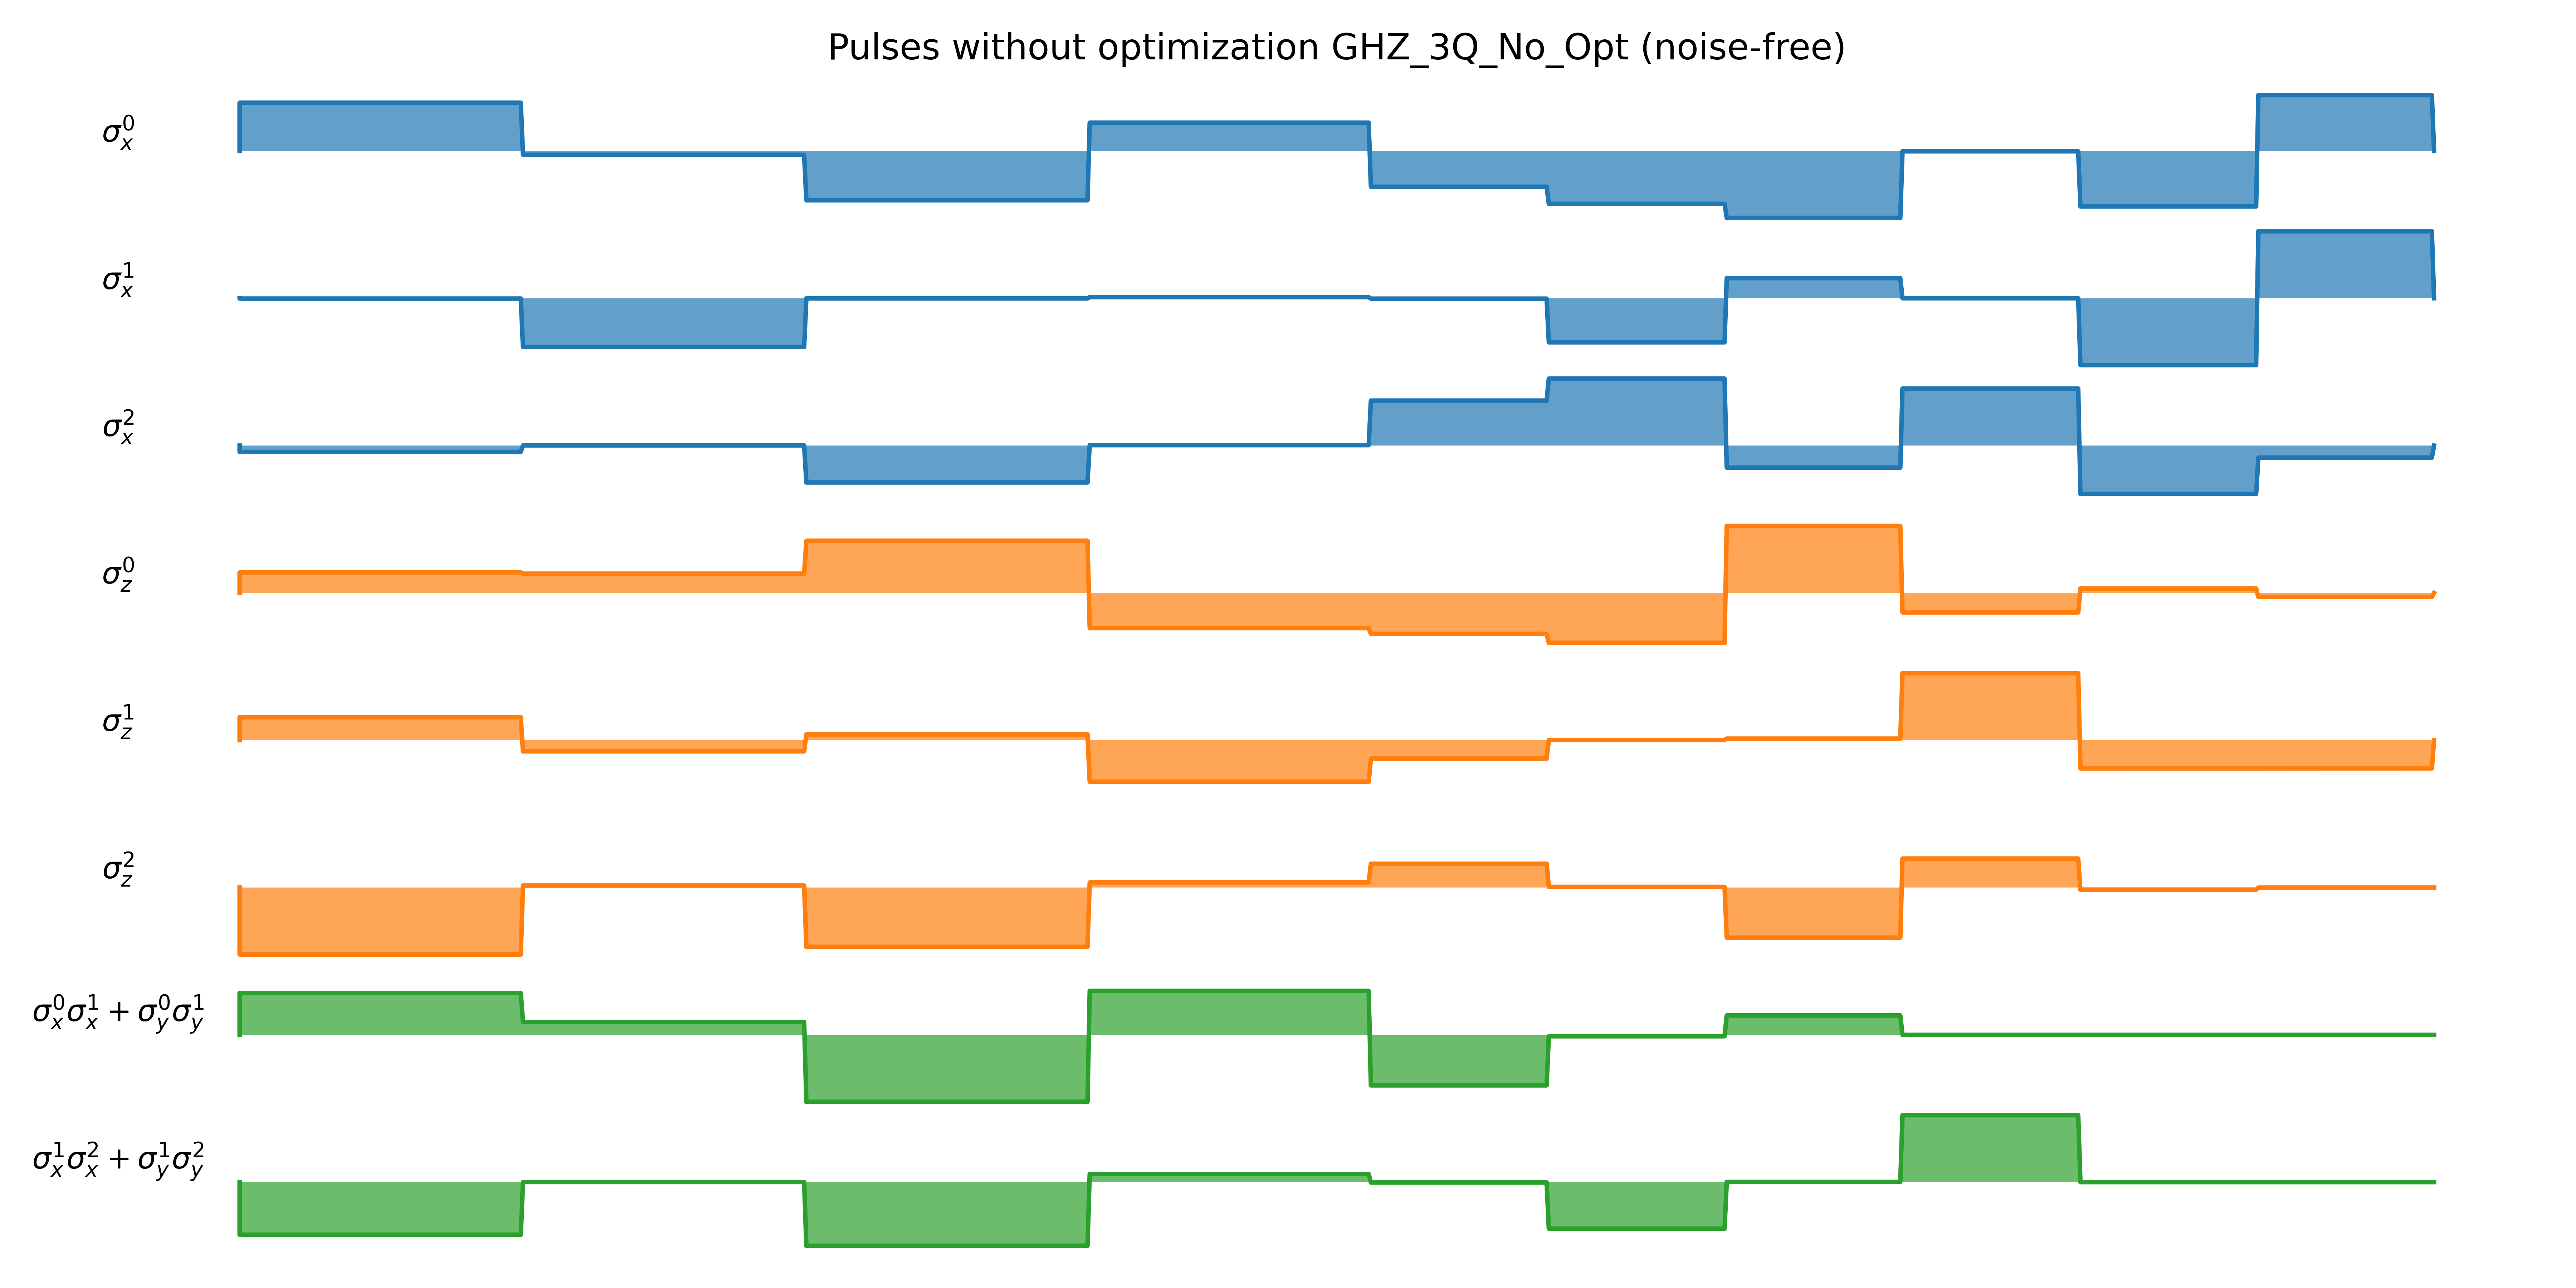 Pulses without optimization GHZ_3Q_No_Opt (noise-free)
σ_x^0
σ_x^1
σ_x^2
σ_z^0
σ_z^1
σ_z^2
σ_x^0σ_x^1 + σ_y^0σ_y^1
σ_x^1σ_x^2 + σ_y^1σ_y^2